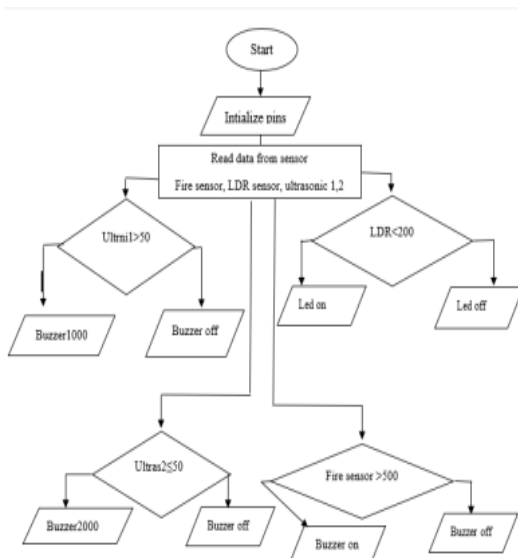 Start
Intialize pins
Read data from sensor
Fire sensor, LDR sensor, ultrasonic 1,2
Ultrni1>50
LDR<200
Led on
Led off
Buzzer1000
Buzzer off
Ultras2≤50
Fire sensor >500
Buzzer2000
Buzzer off
Buzzer on
Buzzer off